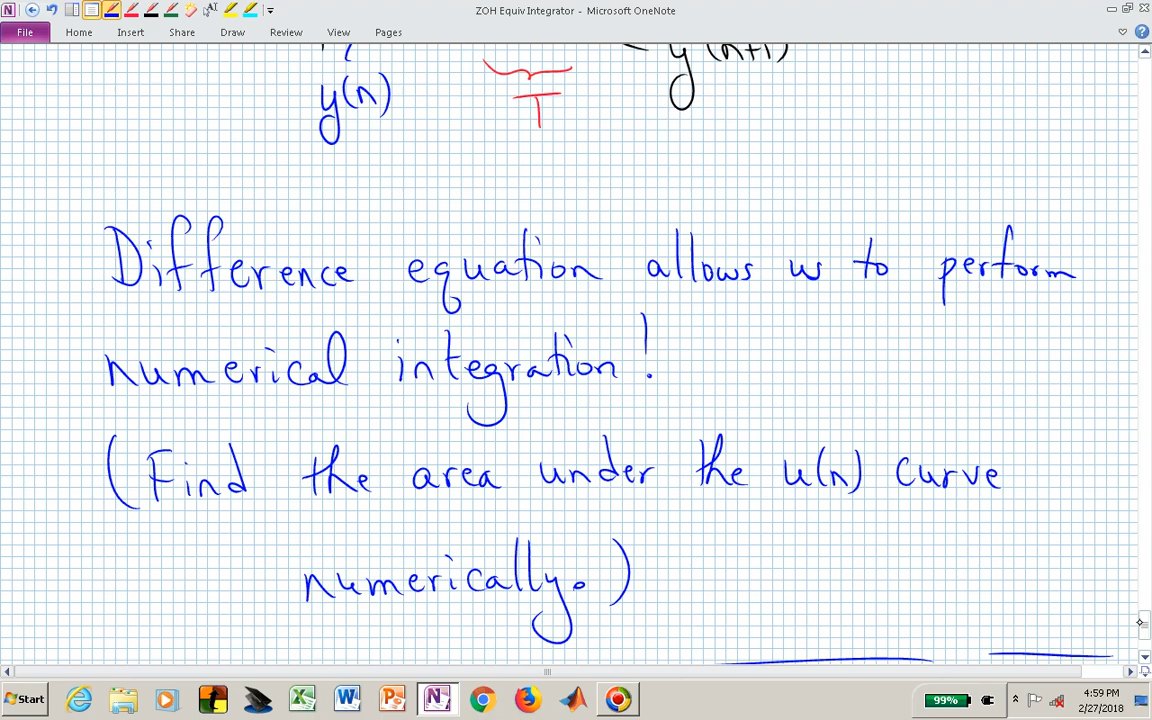 ZOH Equiv Integrator - Microsoft OneNote
File Home Insert Share Draw Review View Pages
y(n+1)
y(n)
T
Difference equation allows us to perform
numerical integration!
(Find the area under the u(n) curve
numerically.)
Start
99%
4:59 PM
2/27/2018